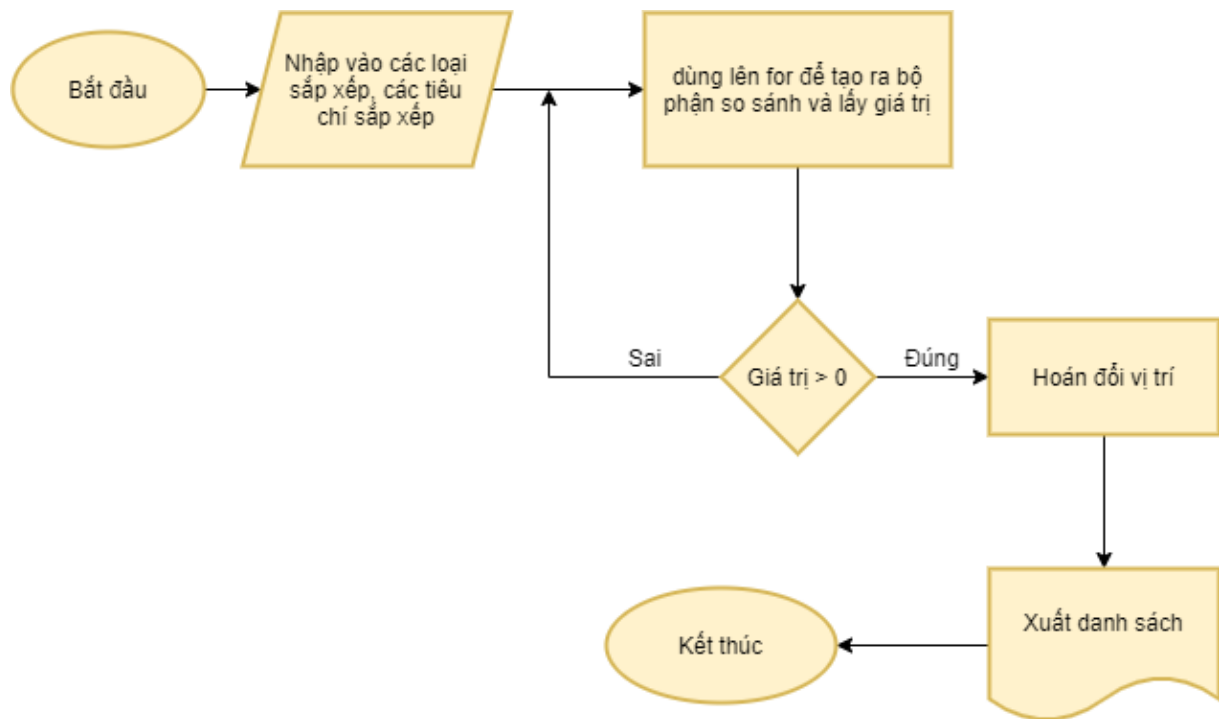 Bắt đầu
Nhập vào các loại
sắp xếp, các tiêu
chí sắp xếp
dùng lên for để tạo ra bộ
phận so sánh và lấy giá trị
Sai
Giá trị > 0
Đúng
Hoán đổi vị trí
Xuất danh sách
Kết thúc